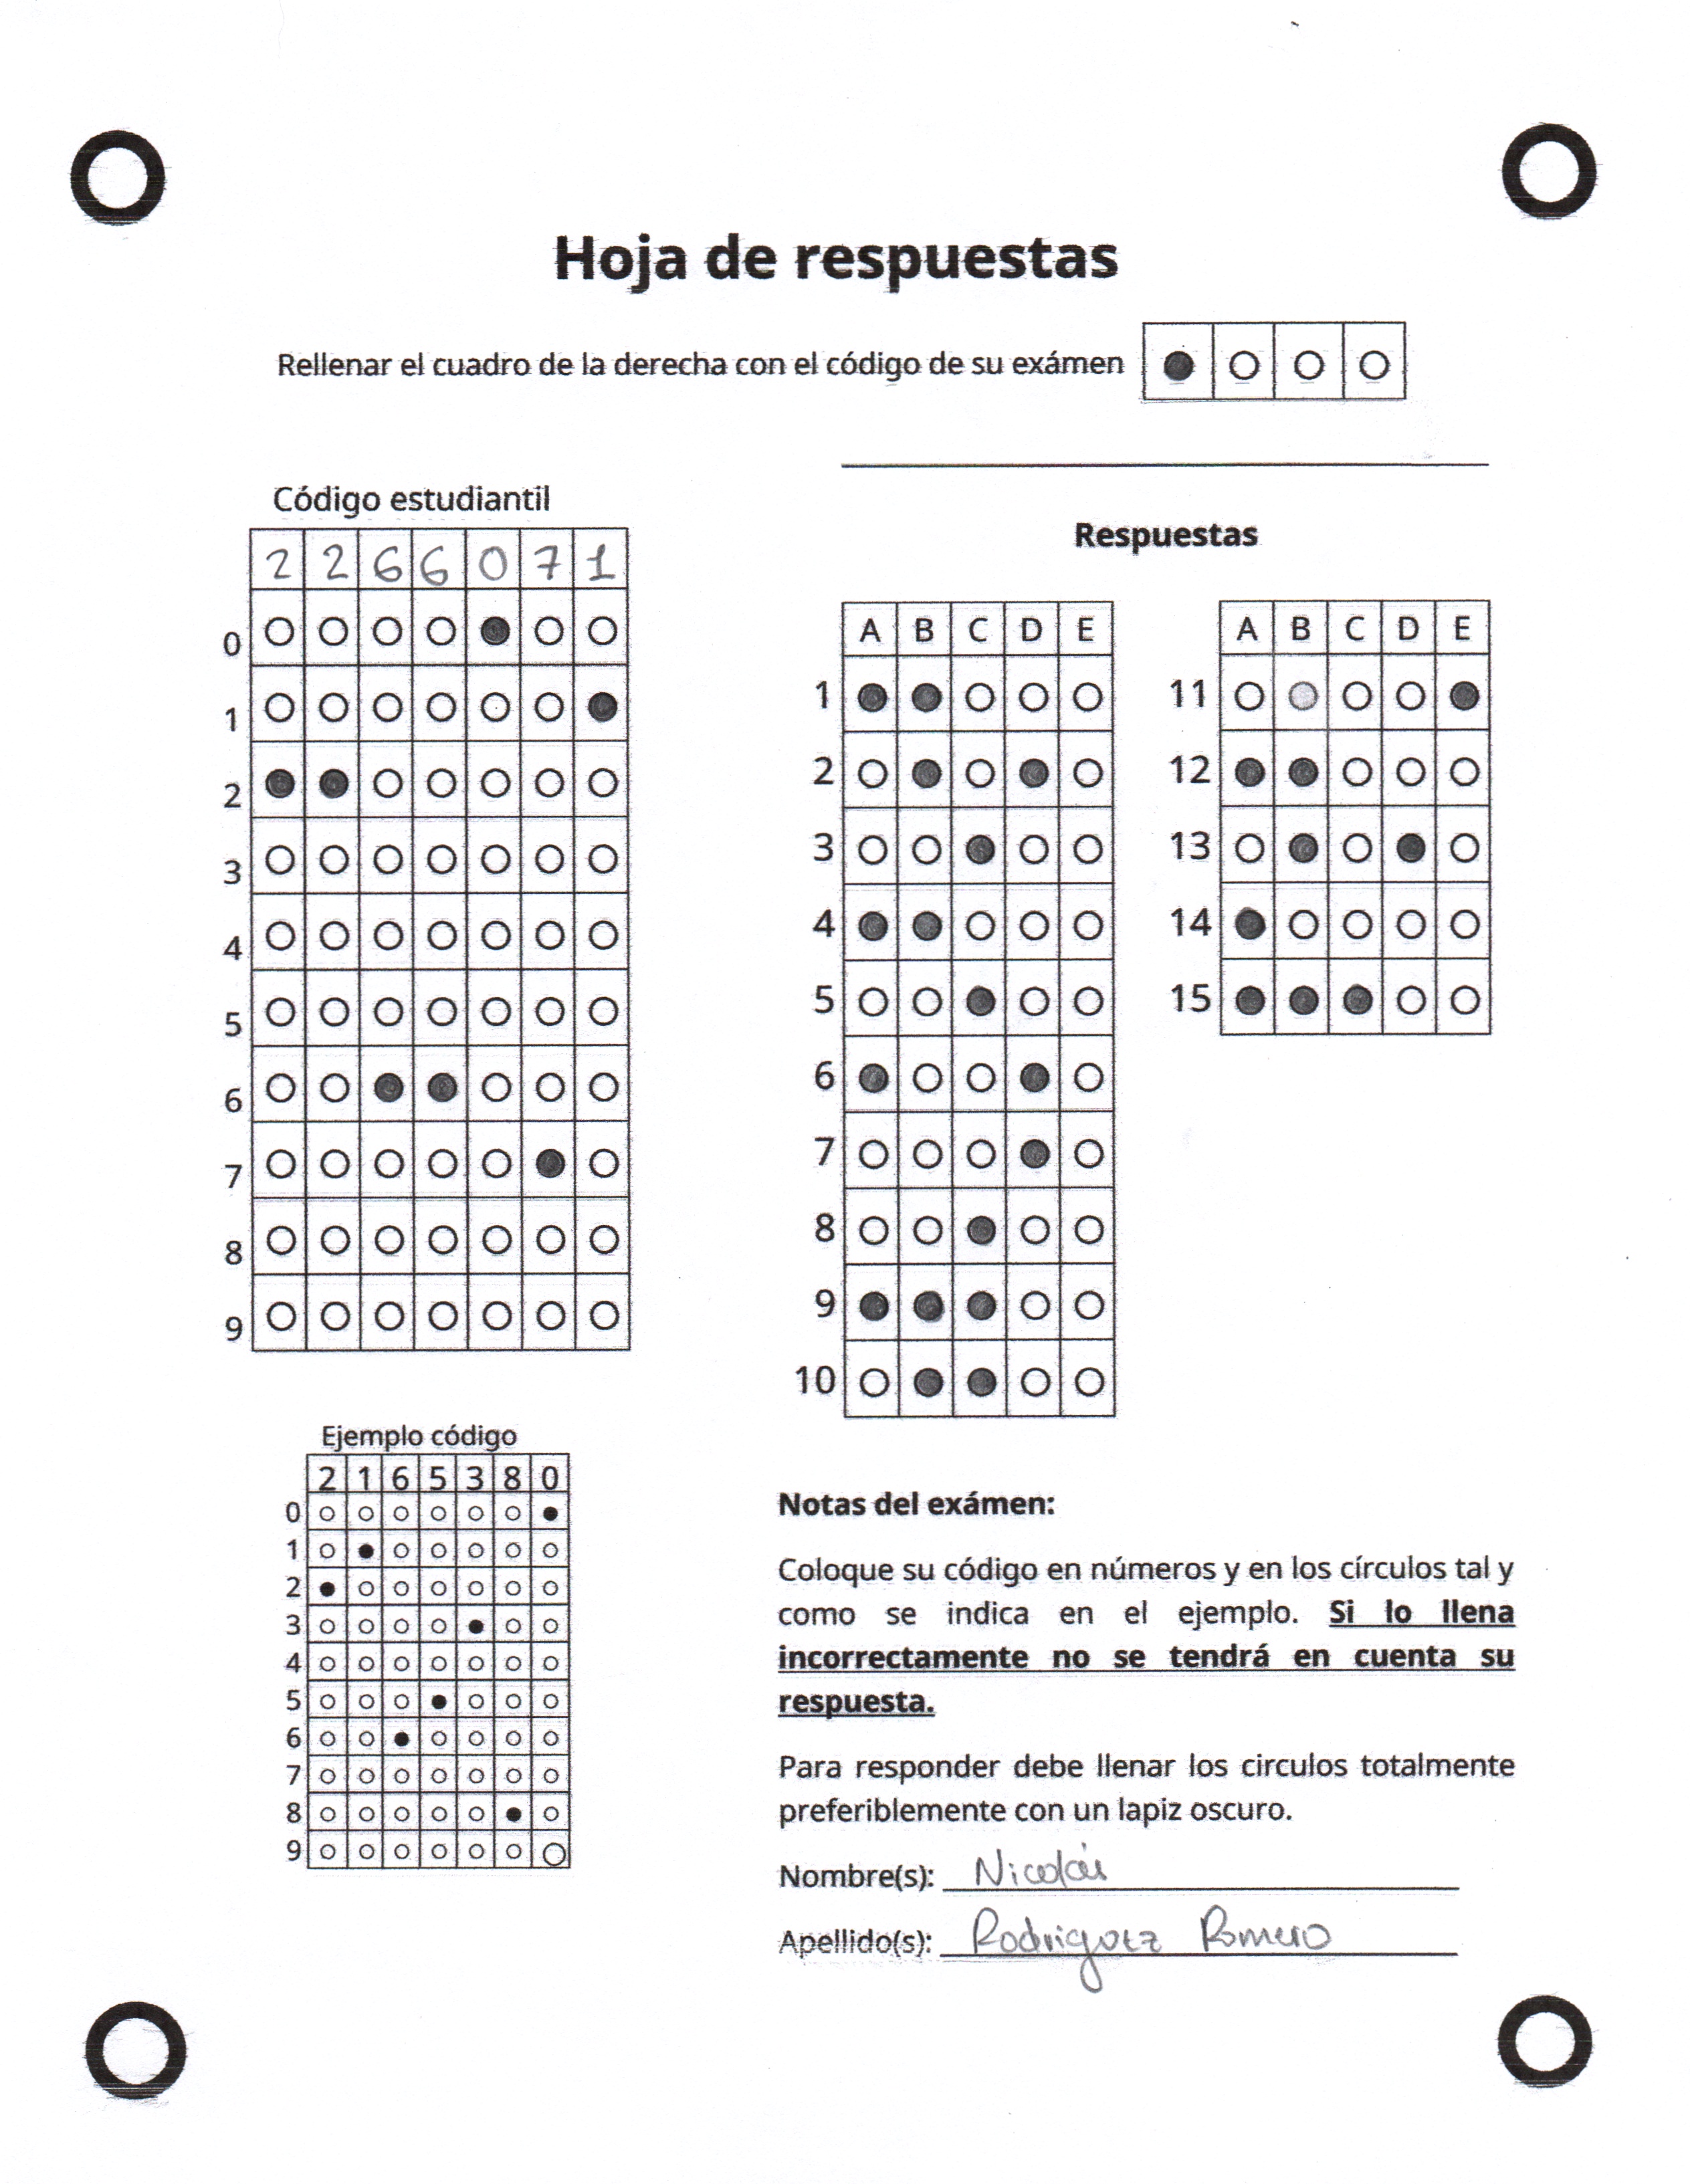 Hoja de respuestas
Rellenar el cuadro de la derecha con el código de su exámen
Código estudiantil
2 2 6 6 0 7 1
0
1
2
3
4
5
6
7
8
9
Respuestas
A B C D E
1
2
3
4
5
6
7
8
9
10
A B C D E
11
12
13
14
15
Ejemplo código
2 1 6 5 3 8 0
0
1
2
3
4
5
6
7
8
9
Notas del exámen:
Coloque su código en números y en los círculos tal y
como se indica en el ejemplo. Si lo llena
incorrectamente no se tendrá en cuenta su
respuesta.
Para responder debe llenar los circulos totalmente
preferiblemente con un lapiz oscuro.
Nombre(s): Nicolás
Apellido(s): Rodriguez Romero